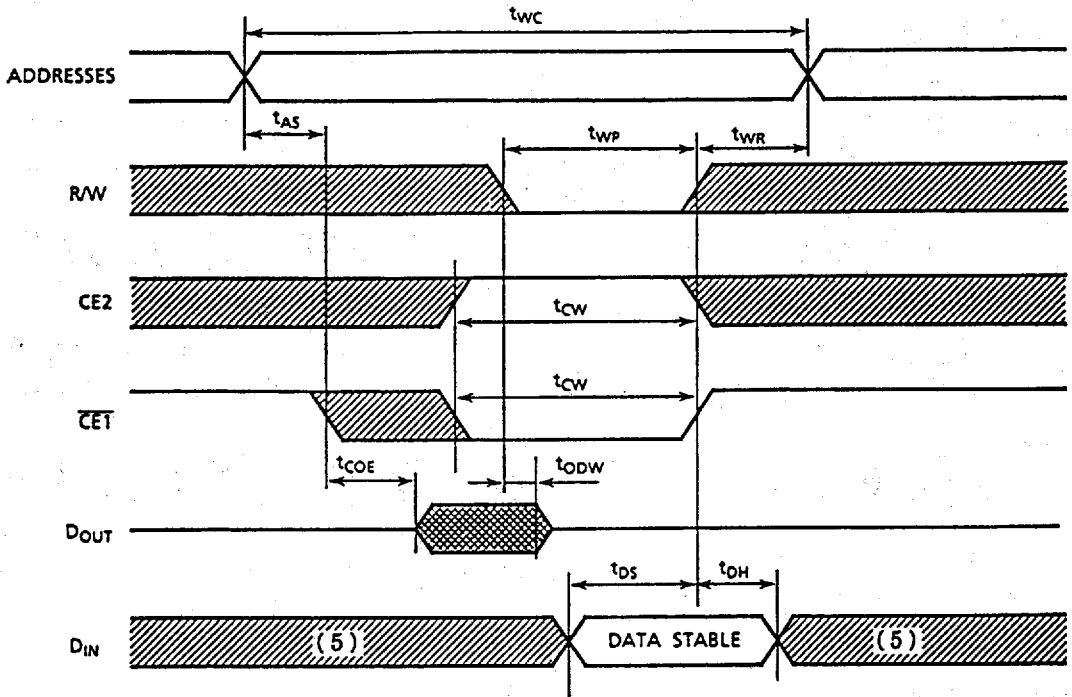 tWC
ADDRESSES
tAS
tWP
tWR
R/W
CE2
tCW
tCW
CE1
tCOE
tODW
DOUT
tDS
tDH
DIN
(5)
DATA STABLE
(5)